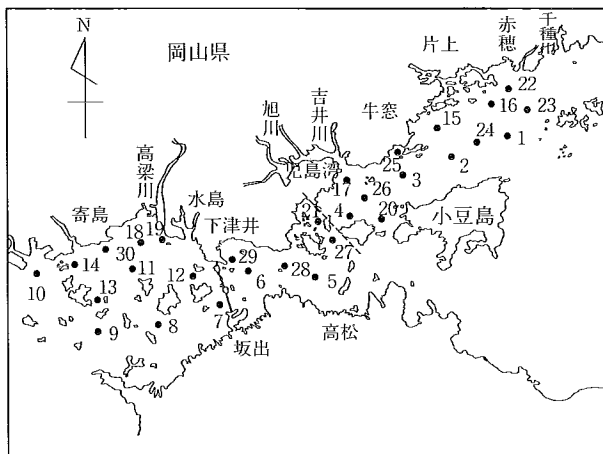 N
岡山県
片上
赤穂
千種川
旭川
吉井川
牛窓
児島湾
高梁川
水島
寄島
下津井
小豆島
高松
坂出
22
16
23
15
24
1
2
25
3
17
26
4
20
21
27
18
19
29
30
11
12
6
28
5
14
10
13
7
8
9